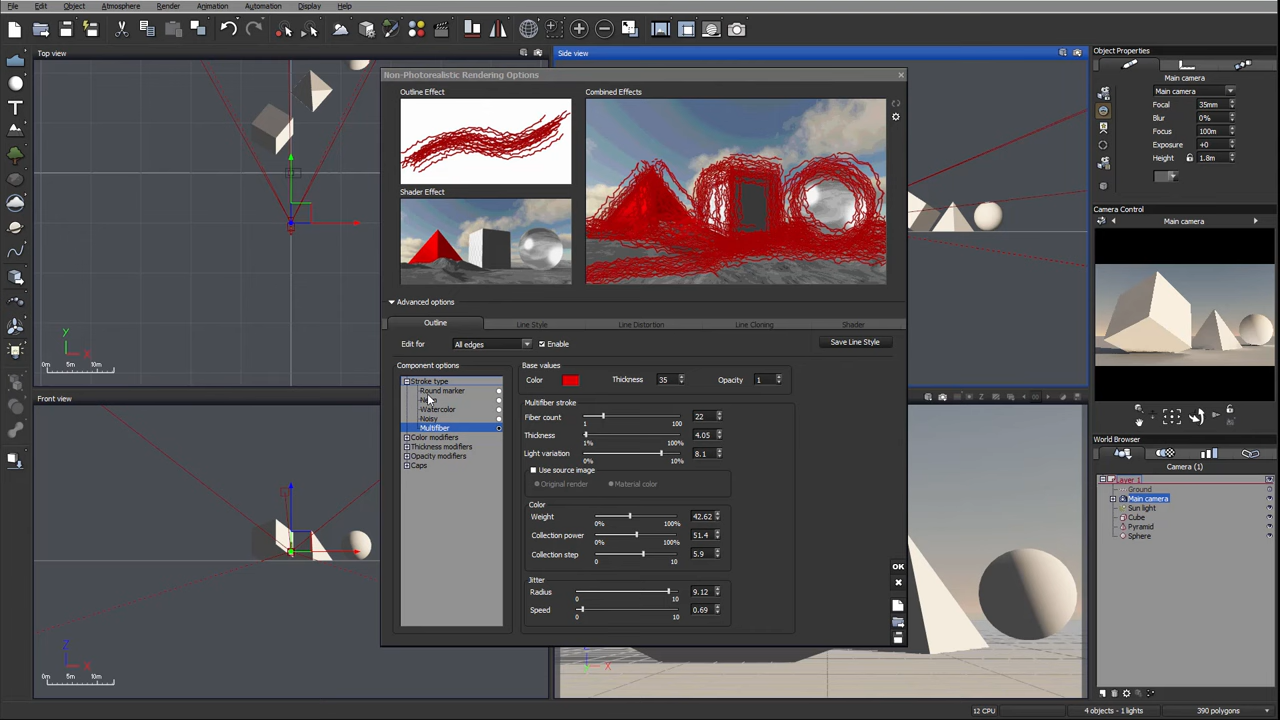 File Edit Object Atmosphere Render Animation Automation Display Help
Top view
Side view
Front view
Non-Photorealistic Rendering Options
Outline Effect
Combined Effects
Shader Effect
Advanced options
Outline Line Style Line Distortion Line Cloning Shader
Edit for All edges Enable Save Line Style
Component options
Stroke type
Round marker
Watercolor
Noisy
Multifiber
Color modifiers
Thickness modifiers
Opacity modifiers
Caps
Base values
Color Thickness 35 Opacity 1
Multifiber stroke
Fiber count 22
1 100
Thickness 4.05
1% 100%
Light variation 8.1
0% 10%
Use source image
Original render Material color
Color
Weight 42.62
0% 100%
Collection power 51.4
0% 100%
Collection step 5.9
0 10
Jitter
Radius 9.12
0 10
Speed 0.69
0 10
OK
y
x
0m 5m 10m
z
x
0m 5m 10m
x
Object Properties
Main camera
Main camera
Focal 35mm
Blur 0%
Focus 100m
Exposure +0
Height 1.8m
Camera Control
Main camera
World Browser
Camera (1)
Layer 1
Ground
Main camera
Sun light
Cube
Pyramid
Sphere
12 CPU
4 objects - 1 lights
390 polygons